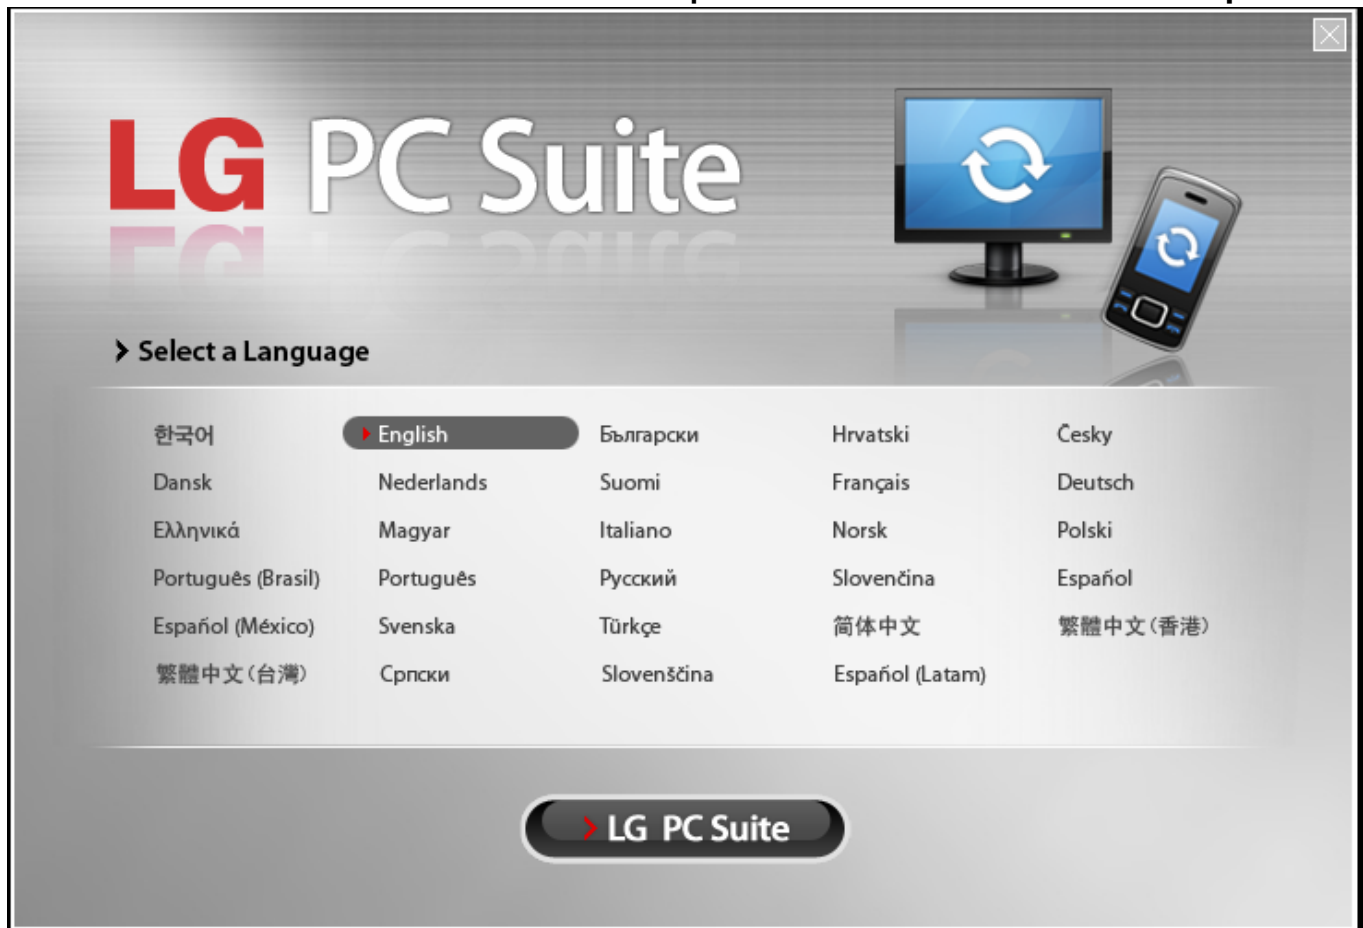 LG PC Suite
Select a Language
한국어 English Български Hrvatski Česky
Dansk Nederlands Suomi Français Deutsch
Ελληνικά Magyar Italiano Norsk Polski
Português (Brasil) Português Русский Slovenčina Español
Español (México) Svenska Türkçe 简体中文 繁體中文(香港)
繁體中文(台灣) Српски Slovenščina Español (Latam)
LG PC Suite